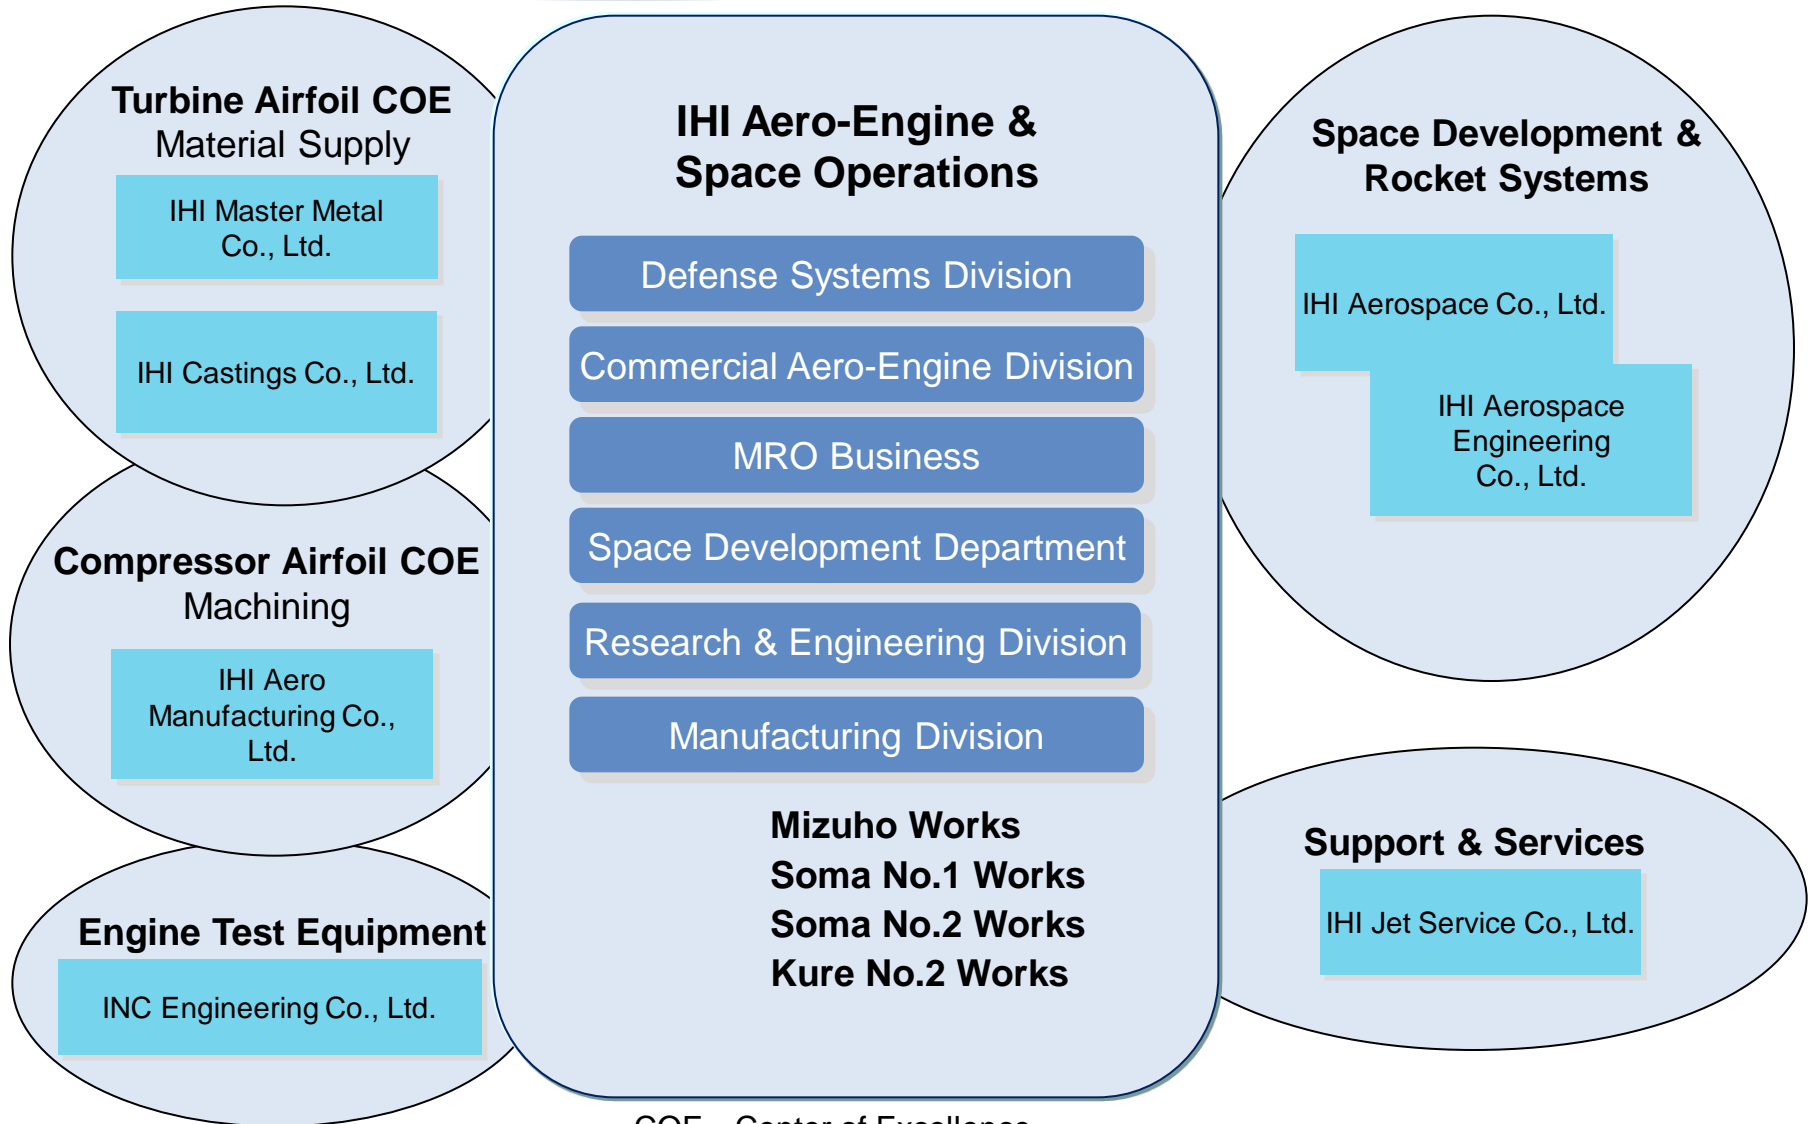 Turbine Airfoil COE
Material Supply
IHI Master Metal
Co., Ltd.
IHI Castings Co., Ltd.
Compressor Airfoil COE
Machining
IHI Aero
Manufacturing Co.,
Ltd.
Engine Test Equipment
INC Engineering Co., Ltd.
IHI Aero-Engine &
Space Operations
Defense Systems Division
Commercial Aero-Engine Division
MRO Business
Space Development Department
Research & Engineering Division
Manufacturing Division
Mizuho Works
Soma No.1 Works
Soma No.2 Works
Kure No.2 Works
Space Development &
Rocket Systems
IHI Aerospace Co., Ltd.
IHI Aerospace
Engineering
Co., Ltd.
Support & Services
IHI Jet Service Co., Ltd.
COE Center of Excellence